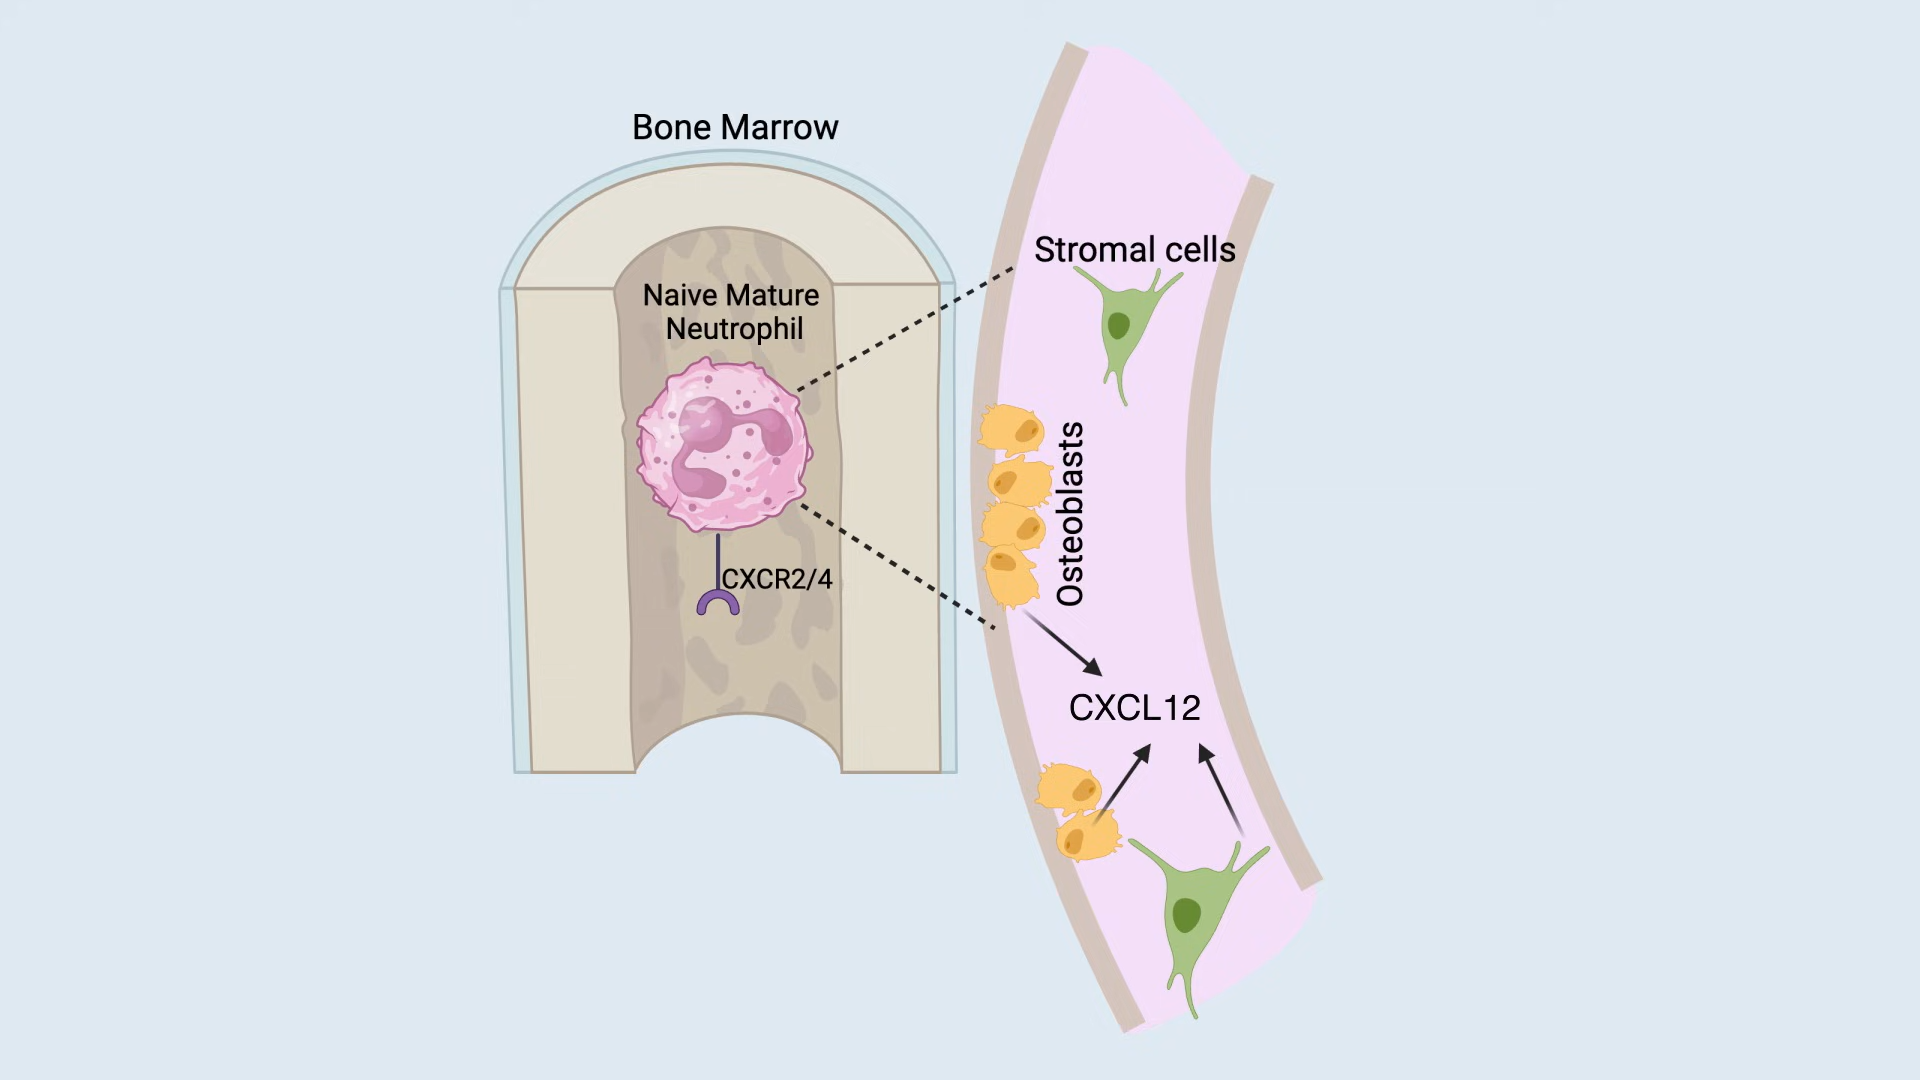 Bone Marrow
Naive Mature
Neutrophil
CXCR2/4
Stromal cells
Osteoblasts
CXCL12